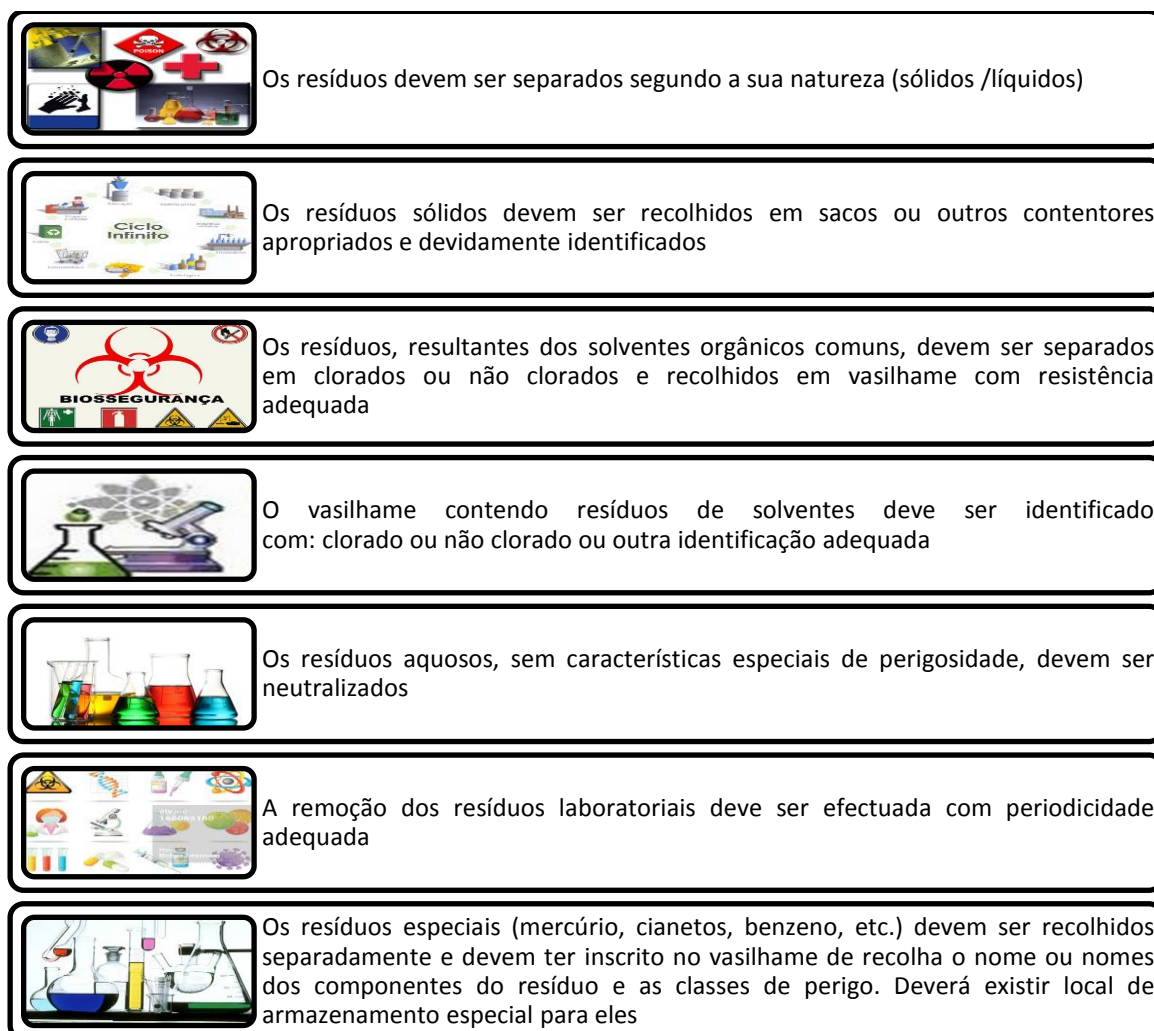 POISON
Os resíduos devem ser separados segundo a sua natureza (sólidos /líquidos)
Ciclo
Infinito
Os resíduos sólidos devem ser recolhidos em sacos ou outros contentores
apropriados e devidamente identificados
BIOSSEGURANÇA
Os resíduos, resultantes dos solventes orgânicos comuns, devem ser separados
em clorados ou não clorados e recolhidos em vasilhame com resistência
adequada
O vasilhame contendo resíduos de solventes deve ser identificado
com: clorado ou não clorado ou outra identificação adequada
Os resíduos aquosos, sem características especiais de perigosidade, devem ser
neutralizados
A remoção dos resíduos laboratoriais deve ser efectuada com periodicidade
adequada
Os resíduos especiais (mercúrio, cianetos, benzeno, etc.) devem ser recolhidos
separadamente e devem ter inscrito no vasilhame de recolha o nome ou nomes
dos componentes do resíduo e as classes de perigo. Deverá existir local de
armazenamento especial para eles